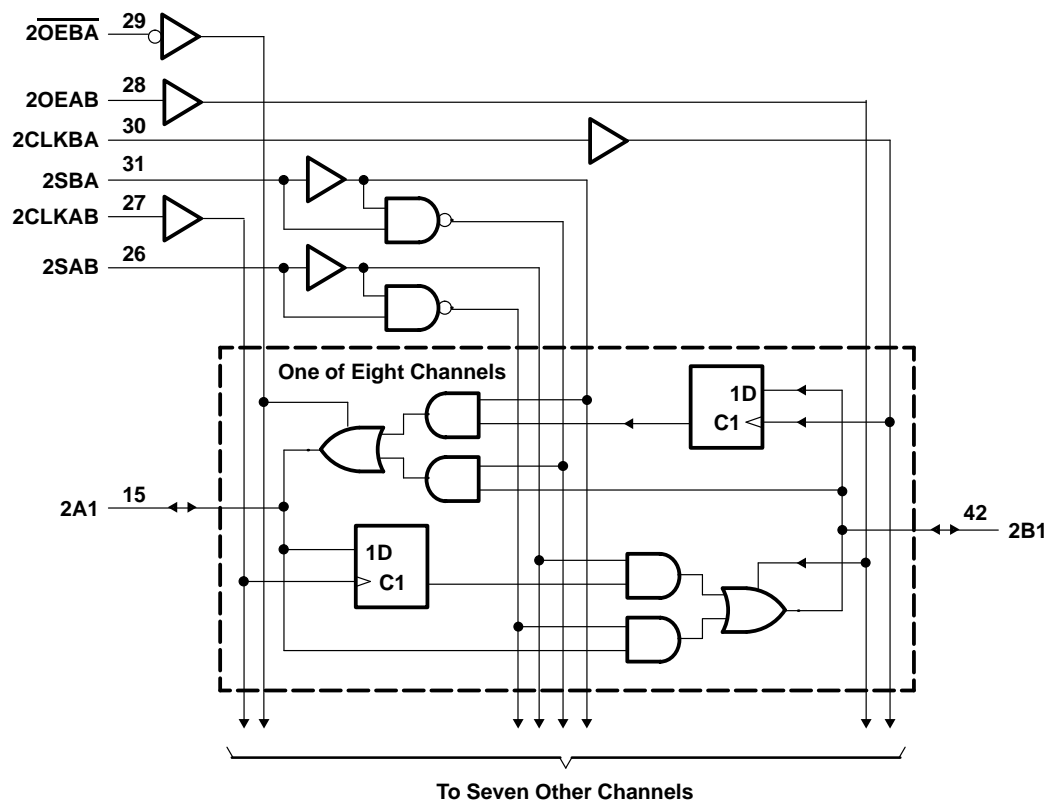 2OEBA 29
2OEAB 28
2CLKBA 30
2SBA 31
2CLKAB 27
2SAB 26
One of Eight Channels
1D
C1
2A1 15
1D
C1
42 2B1
To Seven Other Channels